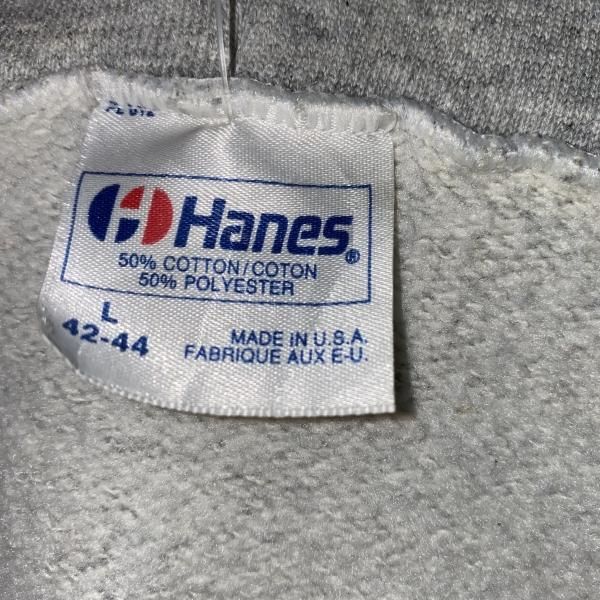 Hanes®
50% COTTON/COTON
50% POLYESTER
L
42-44
MADE IN U.S.A.
FABRIQUE AUX E-U.